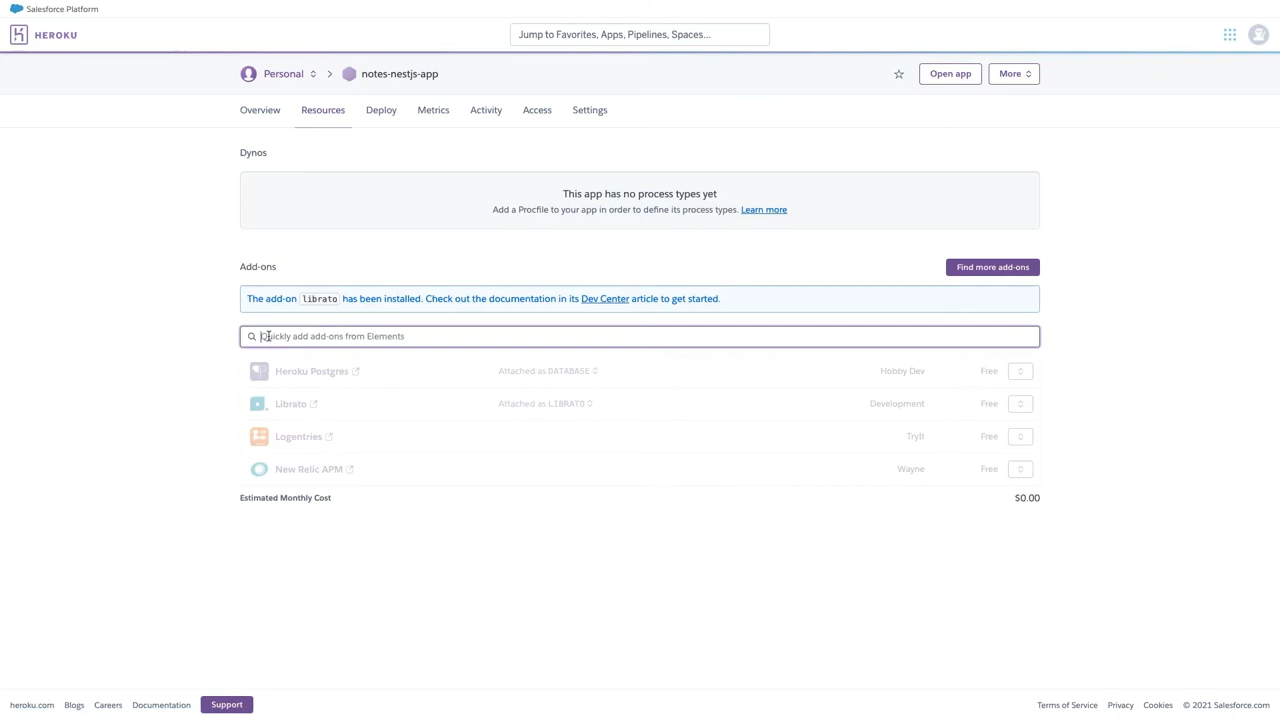 Salesforce Platform
HEROKU
Jump to Favorites, Apps, Pipelines, Spaces...
Personal
notes-nestjs-app
Open app
More
Overview
Resources
Deploy
Metrics
Activity
Access
Settings
Dynos
This app has no process types yet
Add a Procfile to your app in order to define its process types. Learn more
Add-ons
Find more add-ons
The add-on librato has been installed. Check out the documentation in its Dev Center article to get started.
Quickly add add-ons from Elements
Heroku Postgres
Attached as DATABASE
Hobby Dev
Free
Librato
Attached as LIBRATO
Development
Free
Logentries
TryIt
Free
New Relic APM
Wayne
Free
Estimated Monthly Cost
$0.00
heroku.com
Blogs
Careers
Documentation
Support
Terms of Service
Privacy
Cookies
© 2021 Salesforce.com